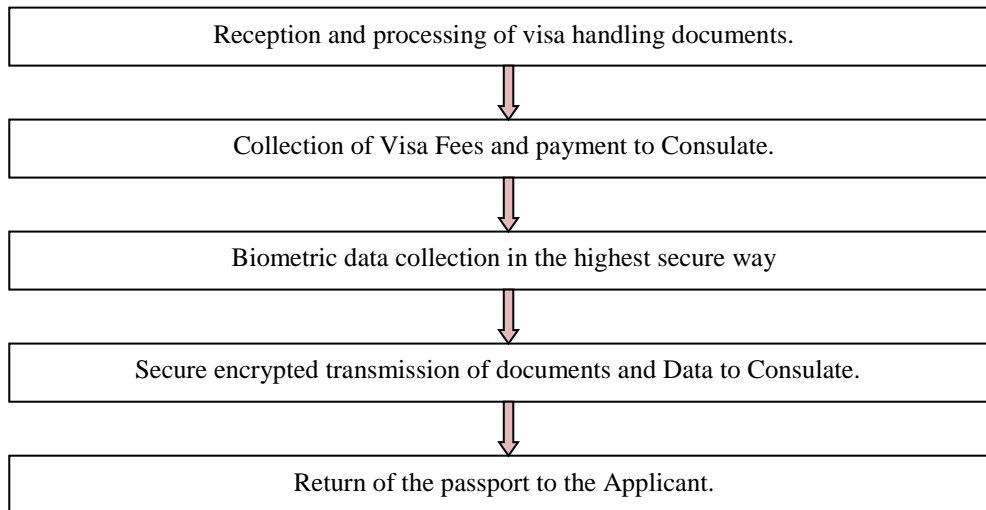 Reception and processing of visa handling documents.
Collection of Visa Fees and payment to Consulate.
Biometric data collection in the highest secure way
Secure encrypted transmission of documents and Data to Consulate.
Return of the passport to the Applicant.